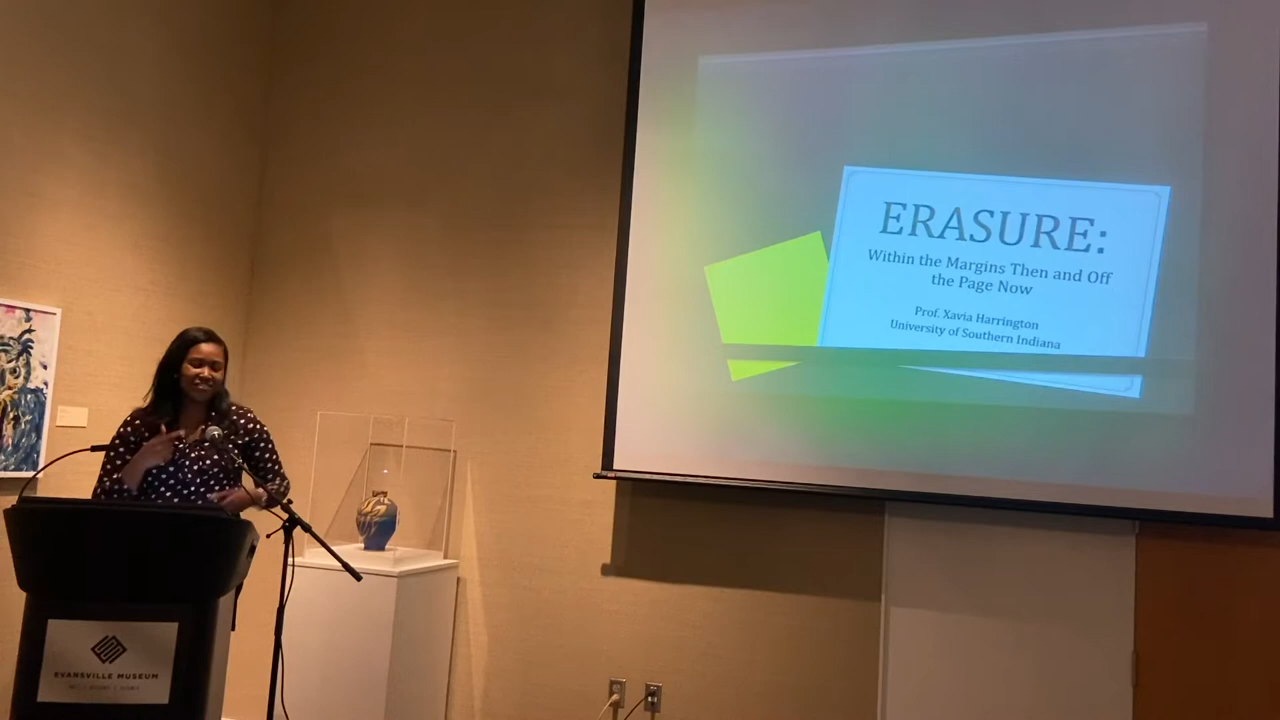 ERASURE:
Within the Margins Then and Off
the Page Now
Prof. Xavia Harrington
University of Southern Indiana
EVANSVILLE MUSEUM